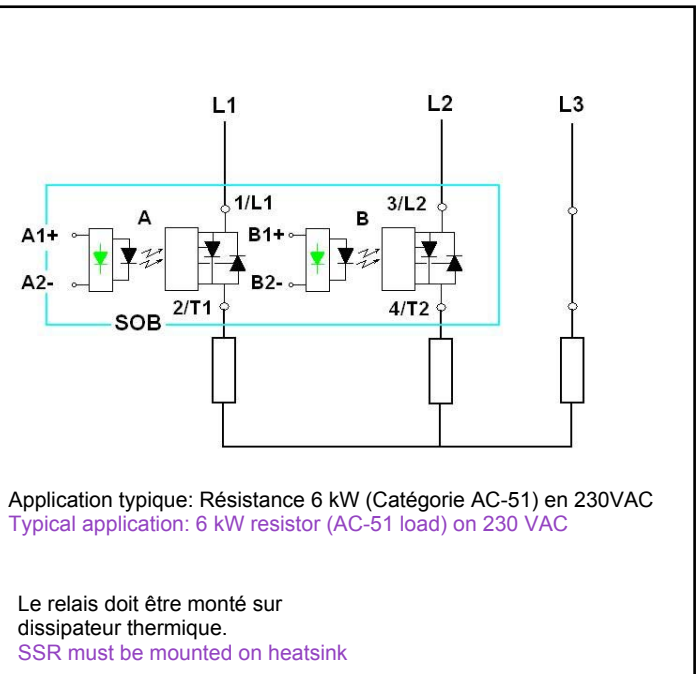 L1 L2 L3
1/L1 3/L2
A B
A1+ B1+
A2- B2-
2/T1 4/T2
SOB
Application typique: Résistance 6 kW (Catégorie AC-51) en 230VAC
Typical application: 6 kW resistor (AC-51 load) on 230 VAC
Le relais doit être monté sur
dissipateur thermique.
SSR must be mounted on heatsink